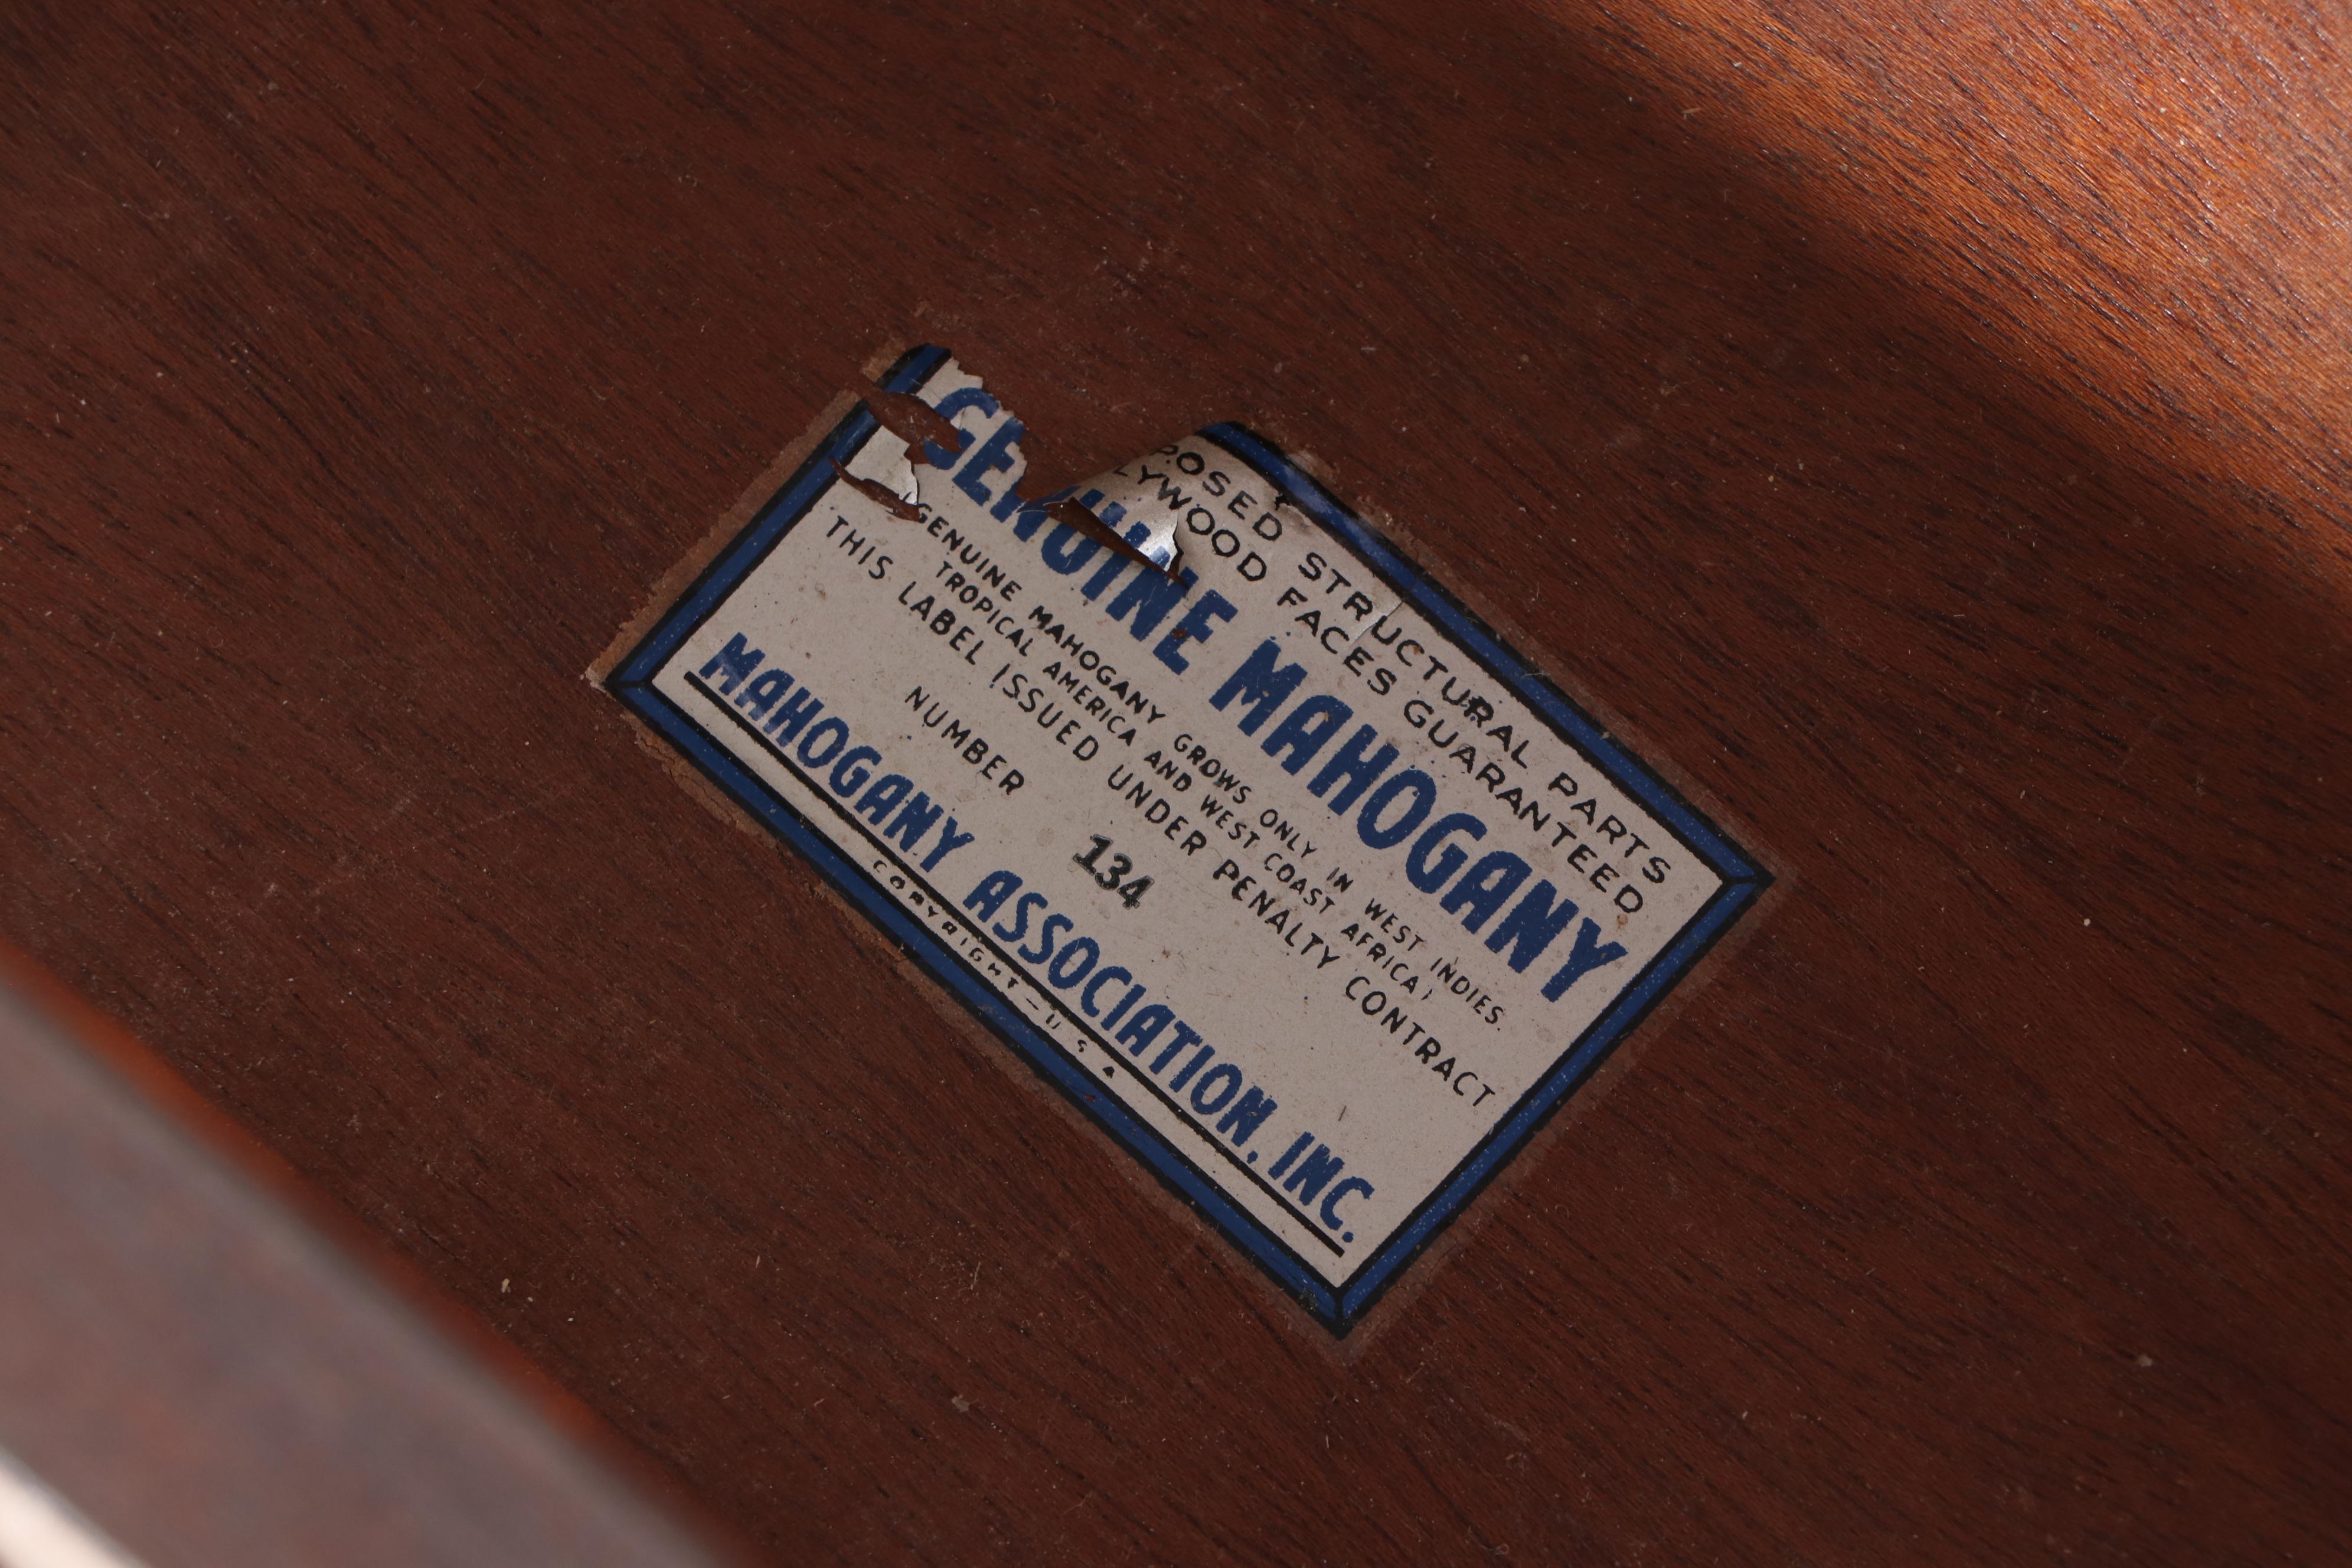 POSED STRUCTURAL PARTS
LYWOOD FACES GUARANTEED
GENUINE MAHOGANY
GENUINE MAHOGANY GROWS ONLY IN WEST INDIES.
TROPICAL AMERICA AND WEST COAST AFRICA)
THIS LABEL ISSUED UNDER PENALTY CONTRACT
NUMBER 134
MAHOGANY ASSOCIATION, INC.
COPYRIGHT-U S A